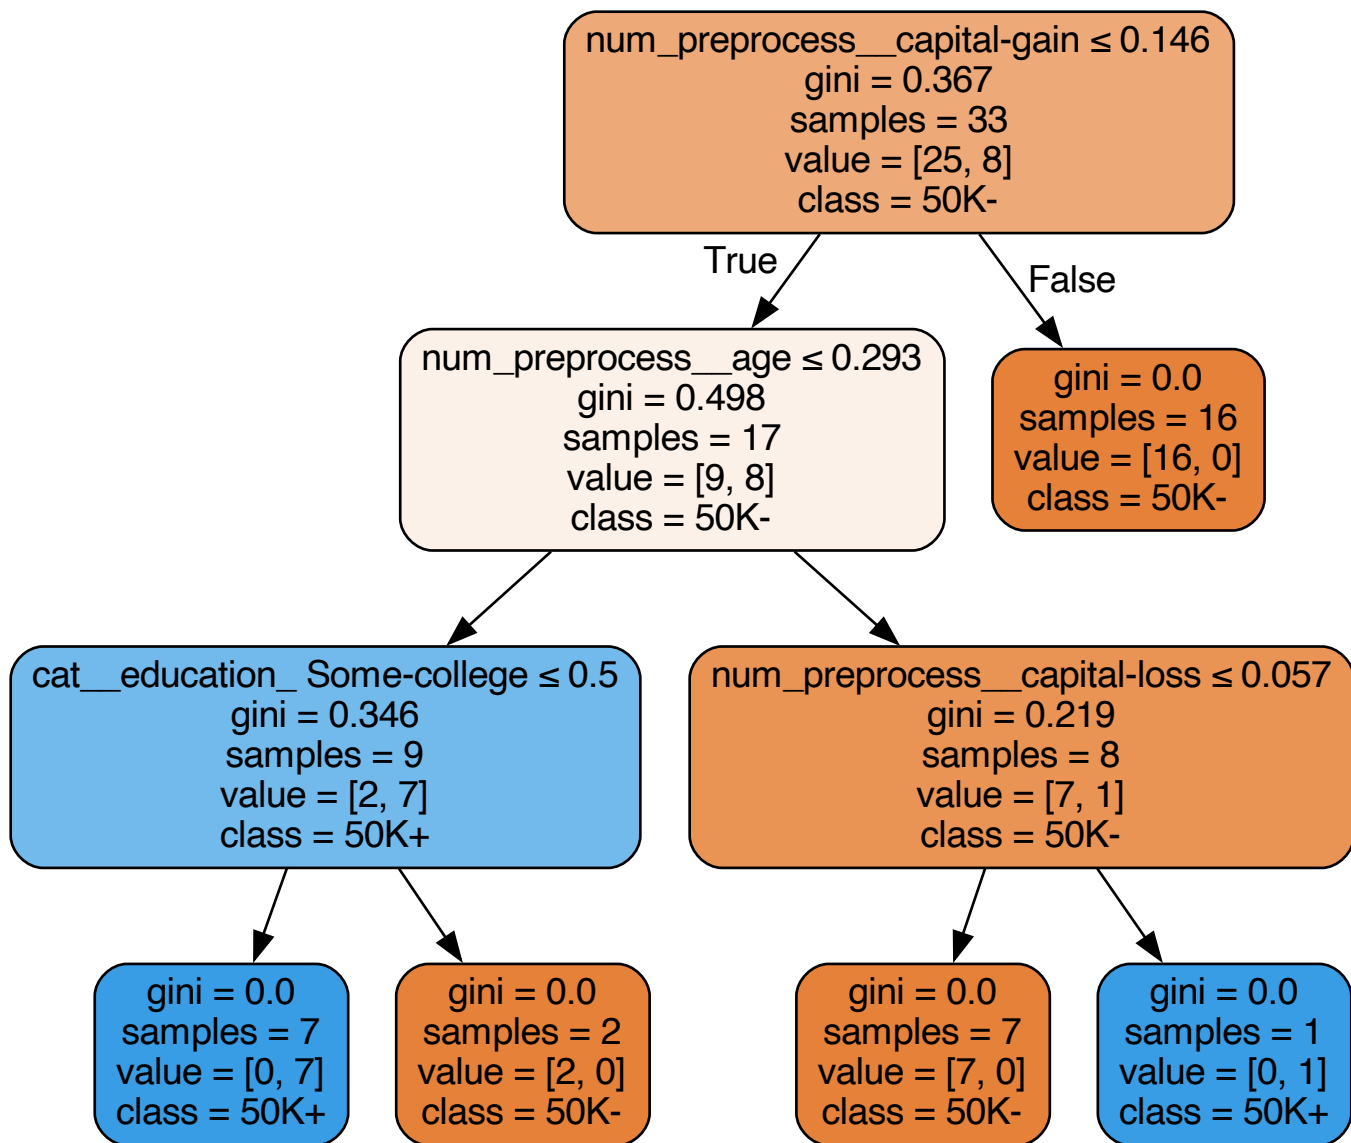 num_preprocess__capital-gain ≤ 0.146
gini = 0.367
samples = 33
value = [25, 8]
class = 50K-
True
False
num_preprocess__age ≤ 0.293
gini = 0.498
samples = 17
value = [9, 8]
class = 50K-
gini = 0.0
samples = 16
value = [16, 0]
class = 50K-
cat__education_ Some-college ≤ 0.5
gini = 0.346
samples = 9
value = [2, 7]
class = 50K+
num_preprocess__capital-loss ≤ 0.057
gini = 0.219
samples = 8
value = [7, 1]
class = 50K-
gini = 0.0
samples = 7
value = [0, 7]
class = 50K+
gini = 0.0
samples = 2
value = [2, 0]
class = 50K-
gini = 0.0
samples = 7
value = [7, 0]
class = 50K-
gini = 0.0
samples = 1
value = [0, 1]
class = 50K+